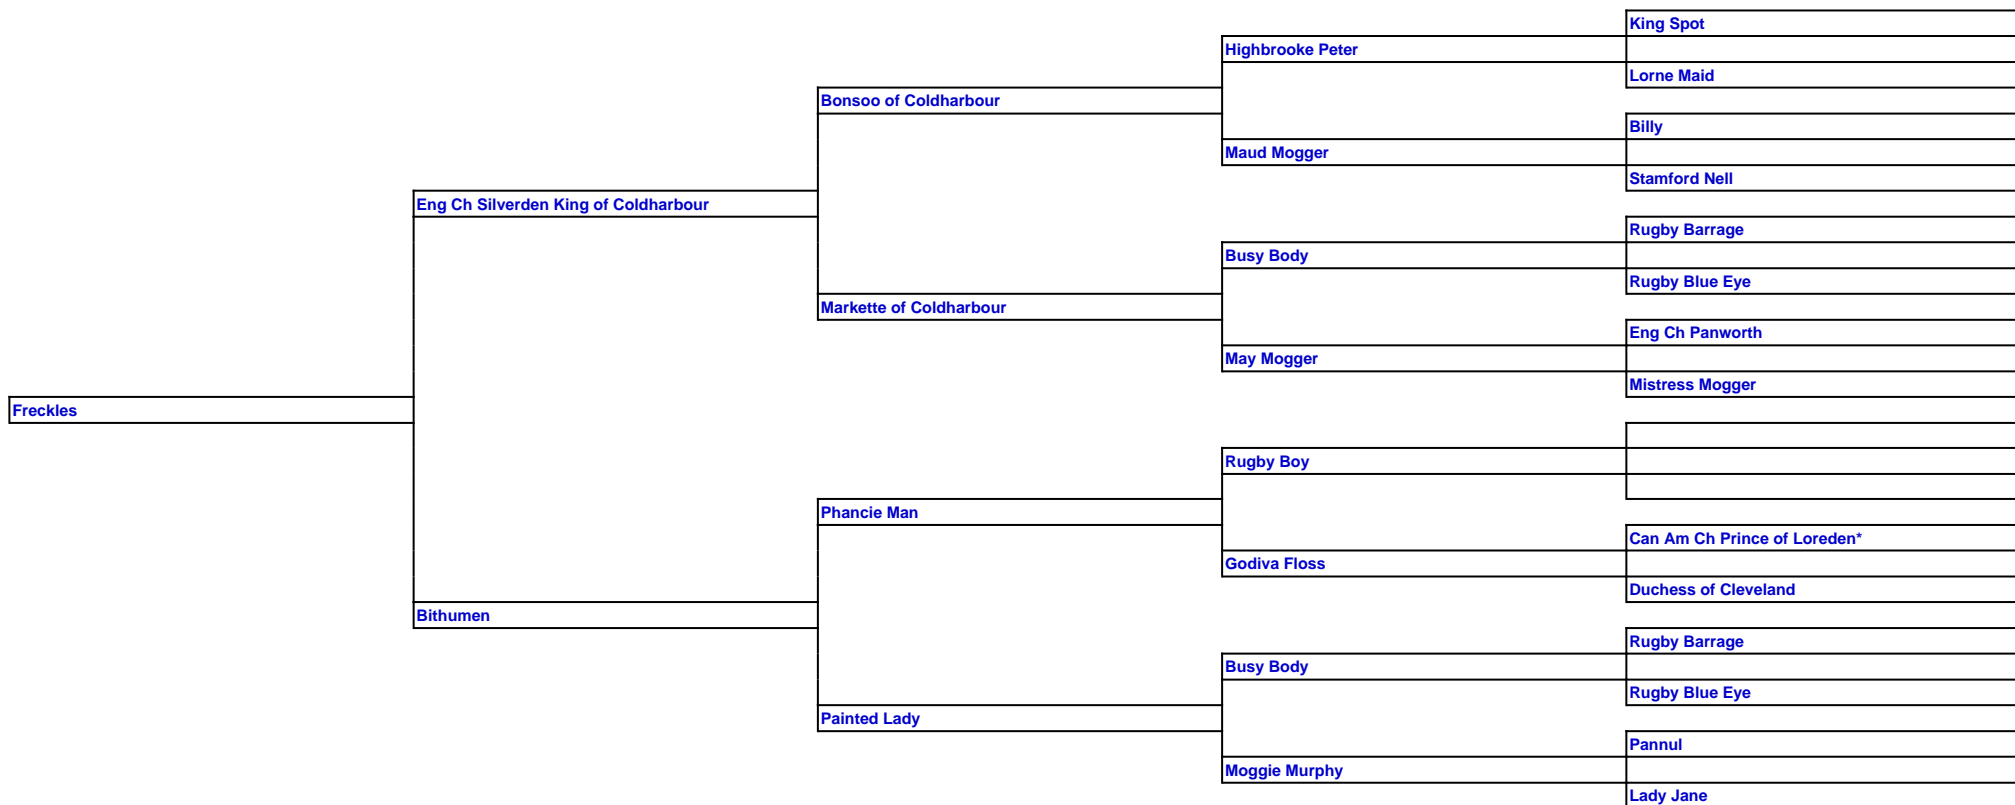 King Spot
Highbrooke Peter
Lorne Maid
Bonsoo of Coldharbour
Billy
Maud Mogger
Stamford Nell
Eng Ch Silverden King of Coldharbour
Rugby Barrage
Busy Body
Rugby Blue Eye
Markette of Coldharbour
Eng Ch Panworth
May Mogger
Mistress Mogger
Freckles
Rugby Boy
Phancie Man
Can Am Ch Prince of Loreden*
Godiva Floss
Duchess of Cleveland
Bithumen
Rugby Barrage
Busy Body
Rugby Blue Eye
Painted Lady
Pannul
Moggie Murphy
Lady Jane